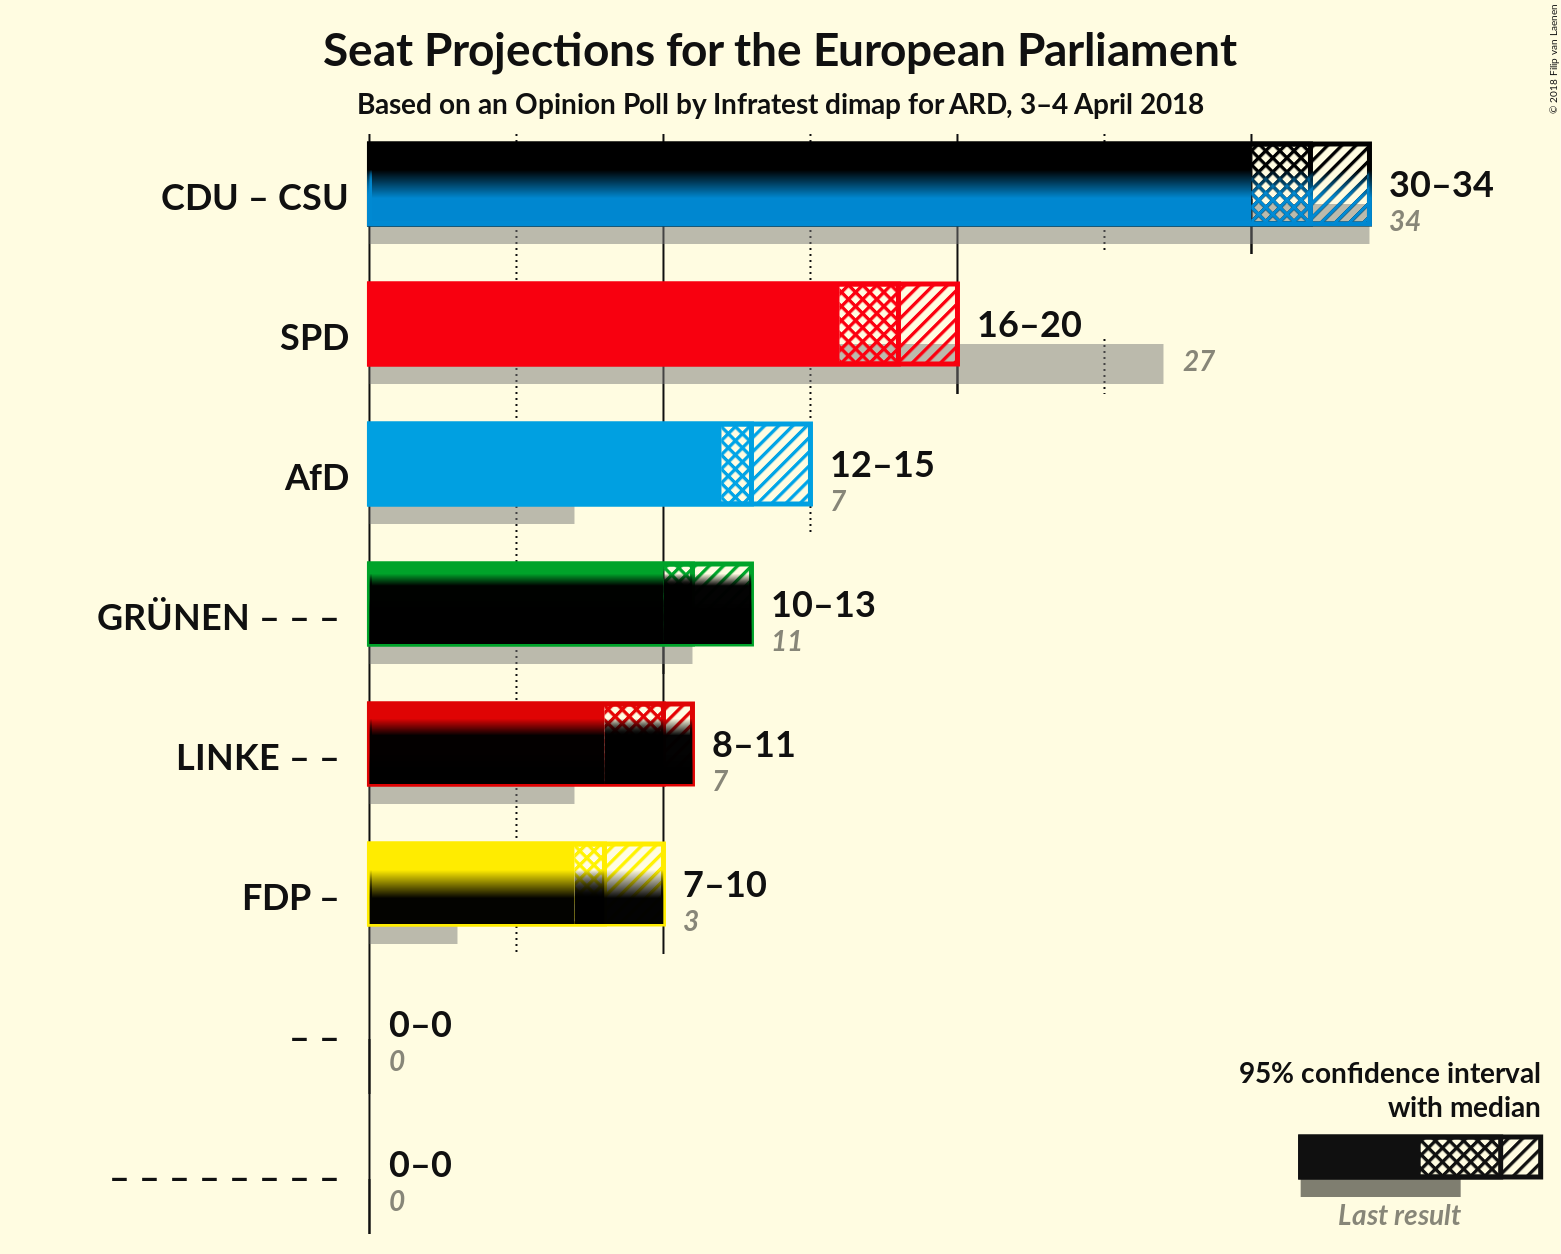 Seat Projections for the European Parliament
Based on an Opinion Poll by Infratest dimap for ARD, 3–4 April 2018
© 2018 Filip van Laenen
CDU – CSU
30–34
34
SPD
16–20
27
AfD
12–15
7
GRÜNEN – – –
10–13
11
LINKE – –
8–11
7
FDP –
7–10
3
– –
0–0
0
– – – – – – – –
0–0
0
95% confidence interval
with median
Last result